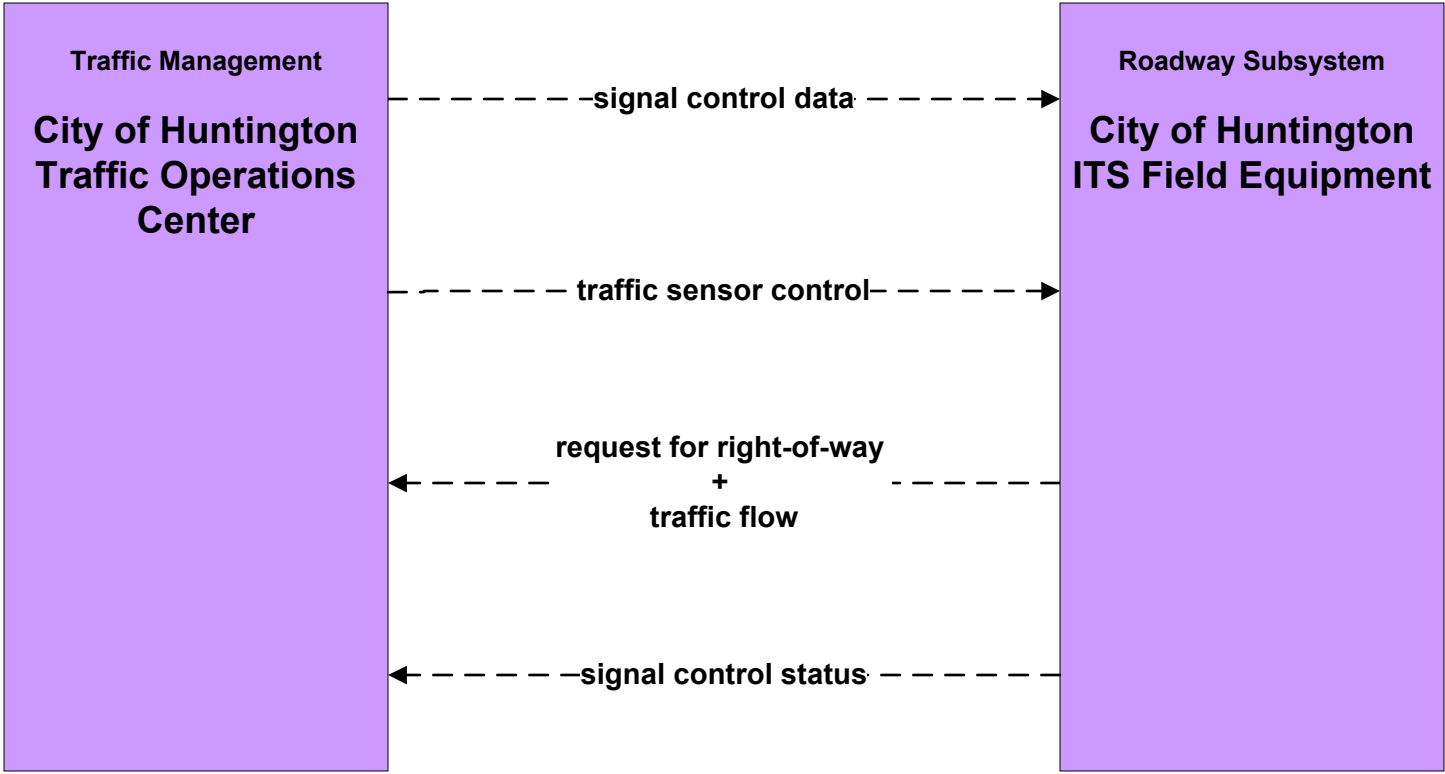 Traffic Management
City of Huntington
Traffic Operations
Center
signal control data
traffic sensor control
request for right-of-way
+
traffic flow
signal control status
Roadway Subsystem
City of Huntington
ITS Field Equipment